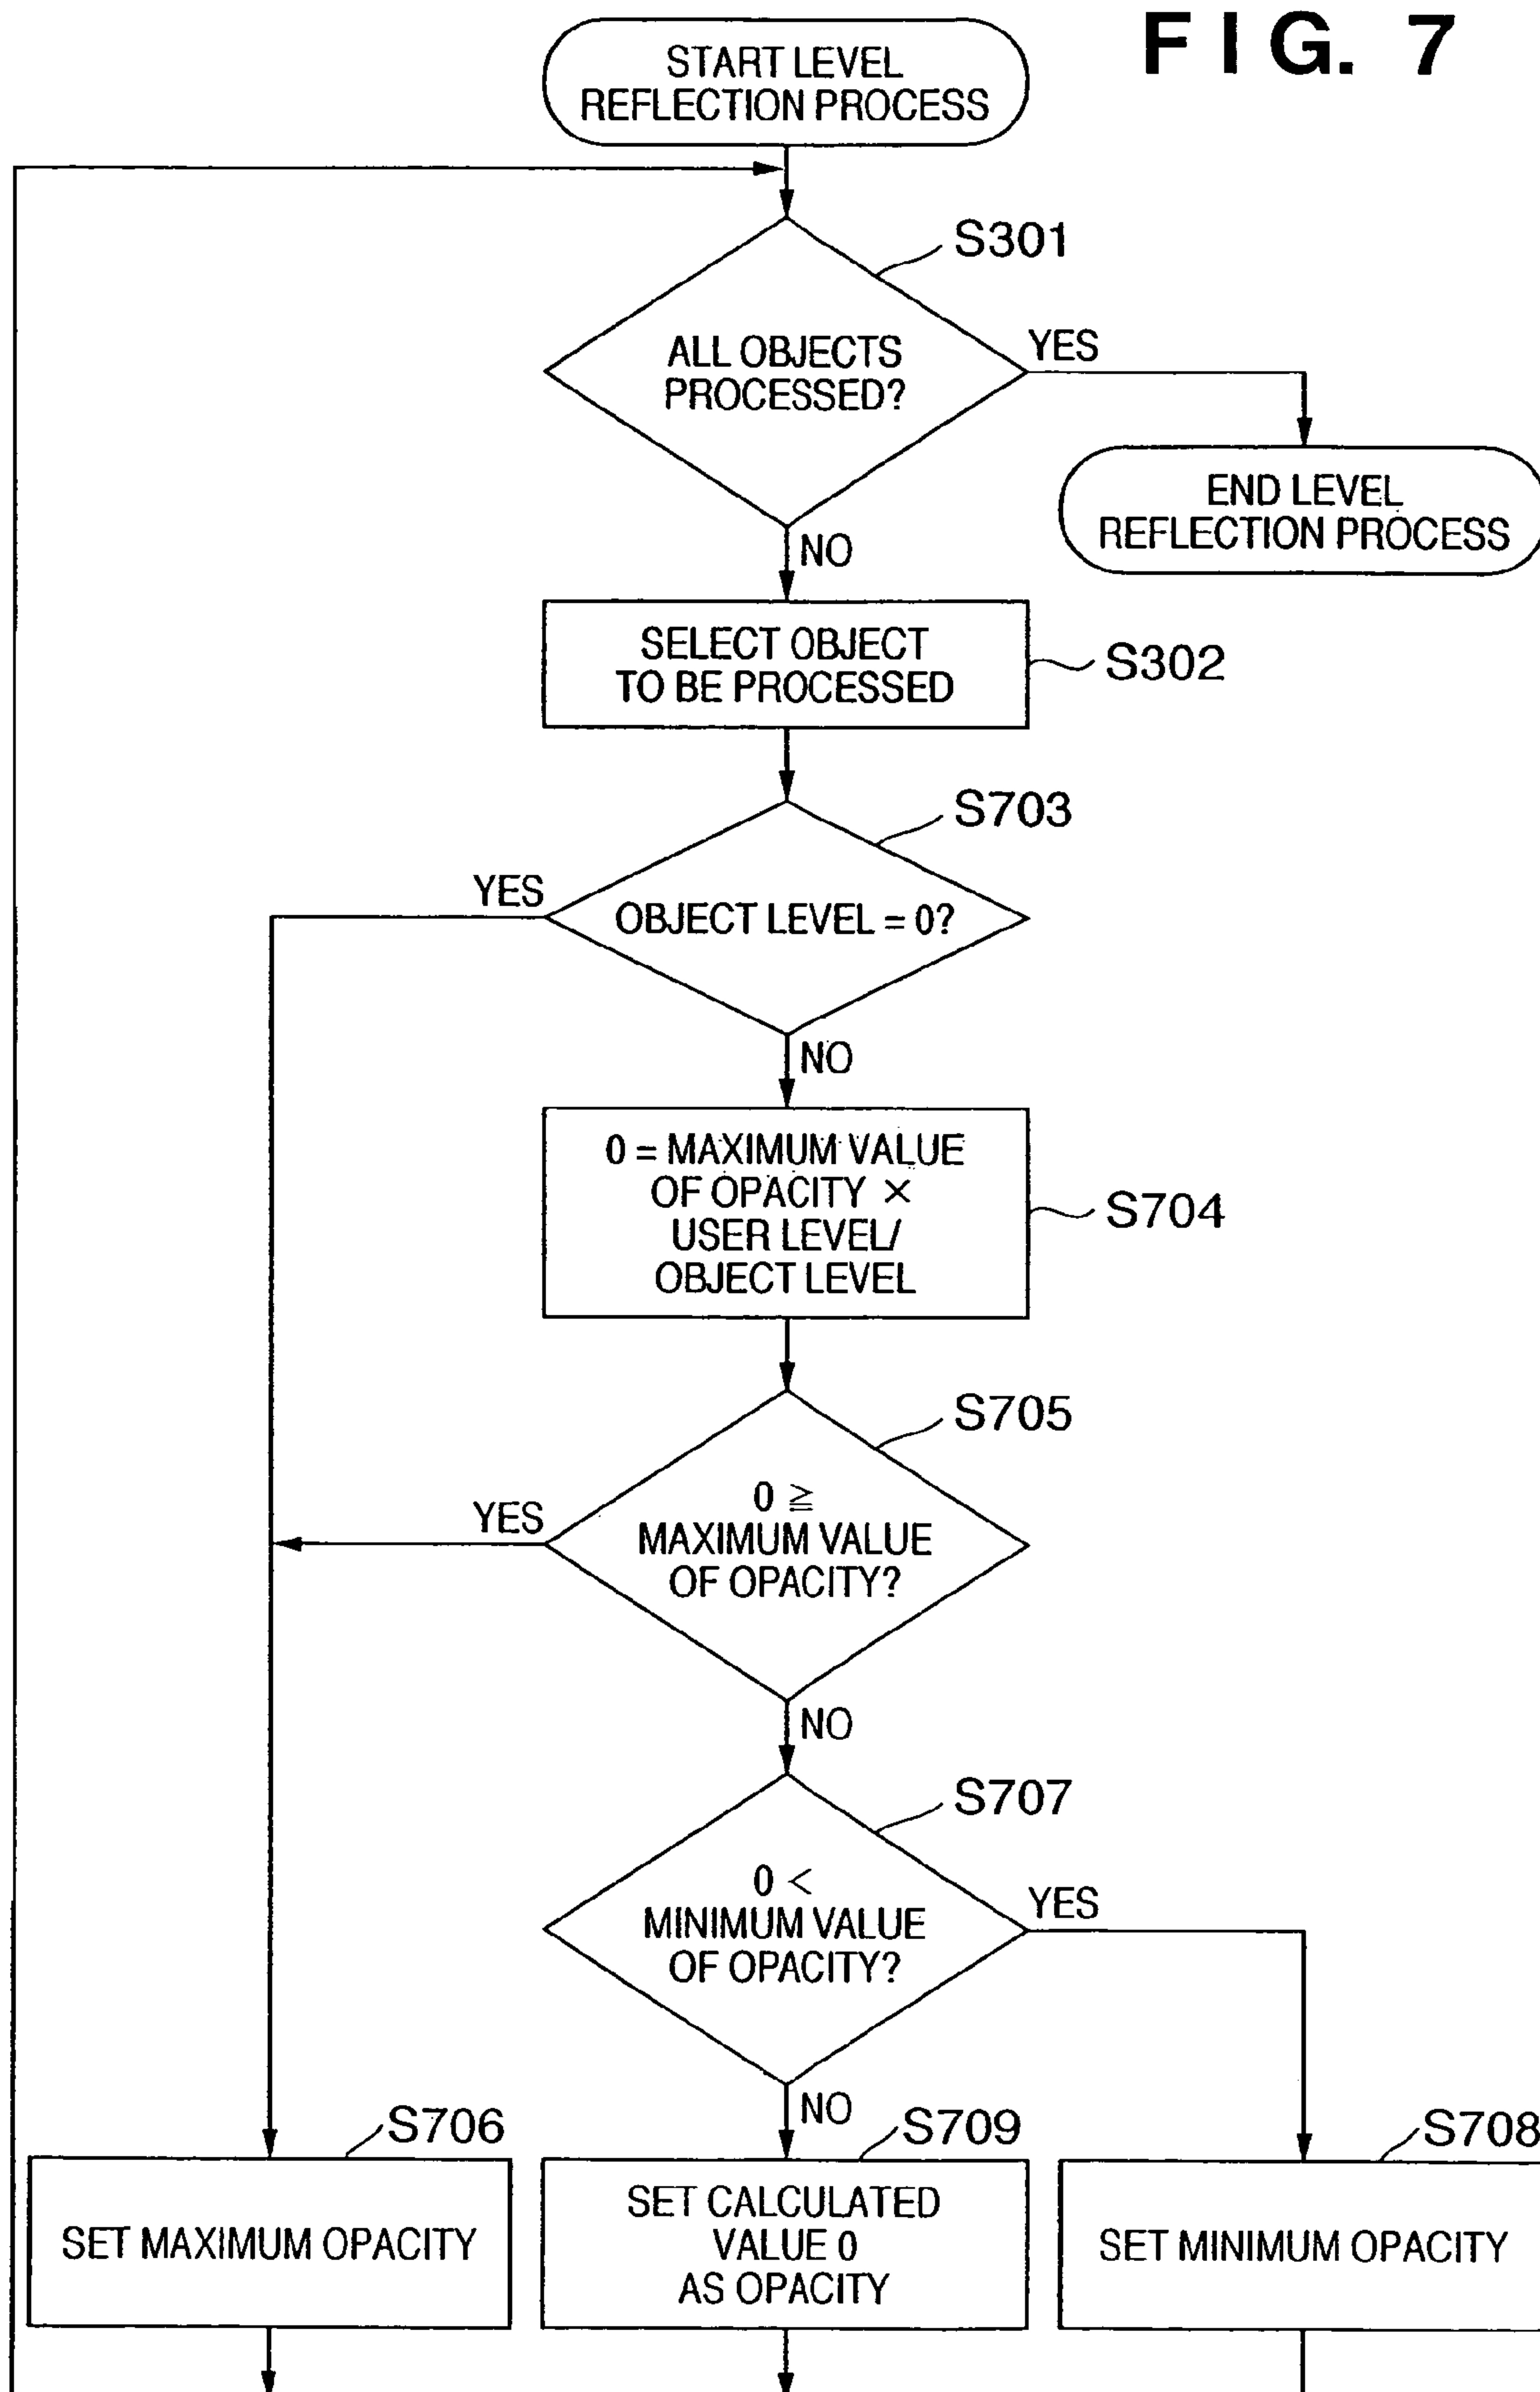 FIG. 7
START LEVEL
REFLECTION PROCESS
S301
ALL OBJECTS
PROCESSED?
YES
END LEVEL
REFLECTION PROCESS
NO
SELECT OBJECT
TO BE PROCESSED
S302
S703
YES
OBJECT LEVEL = 0?
NO
0 = MAXIMUM VALUE
OF OPACITY ×
USER LEVEL/
OBJECT LEVEL
S704
S705
YES
0 ≧
MAXIMUM VALUE
OF OPACITY?
NO
S707
0 <
MINIMUM VALUE
OF OPACITY?
YES
NO
S706
S709
S708
SET MAXIMUM OPACITY
SET CALCULATED
VALUE 0
AS OPACITY
SET MINIMUM OPACITY